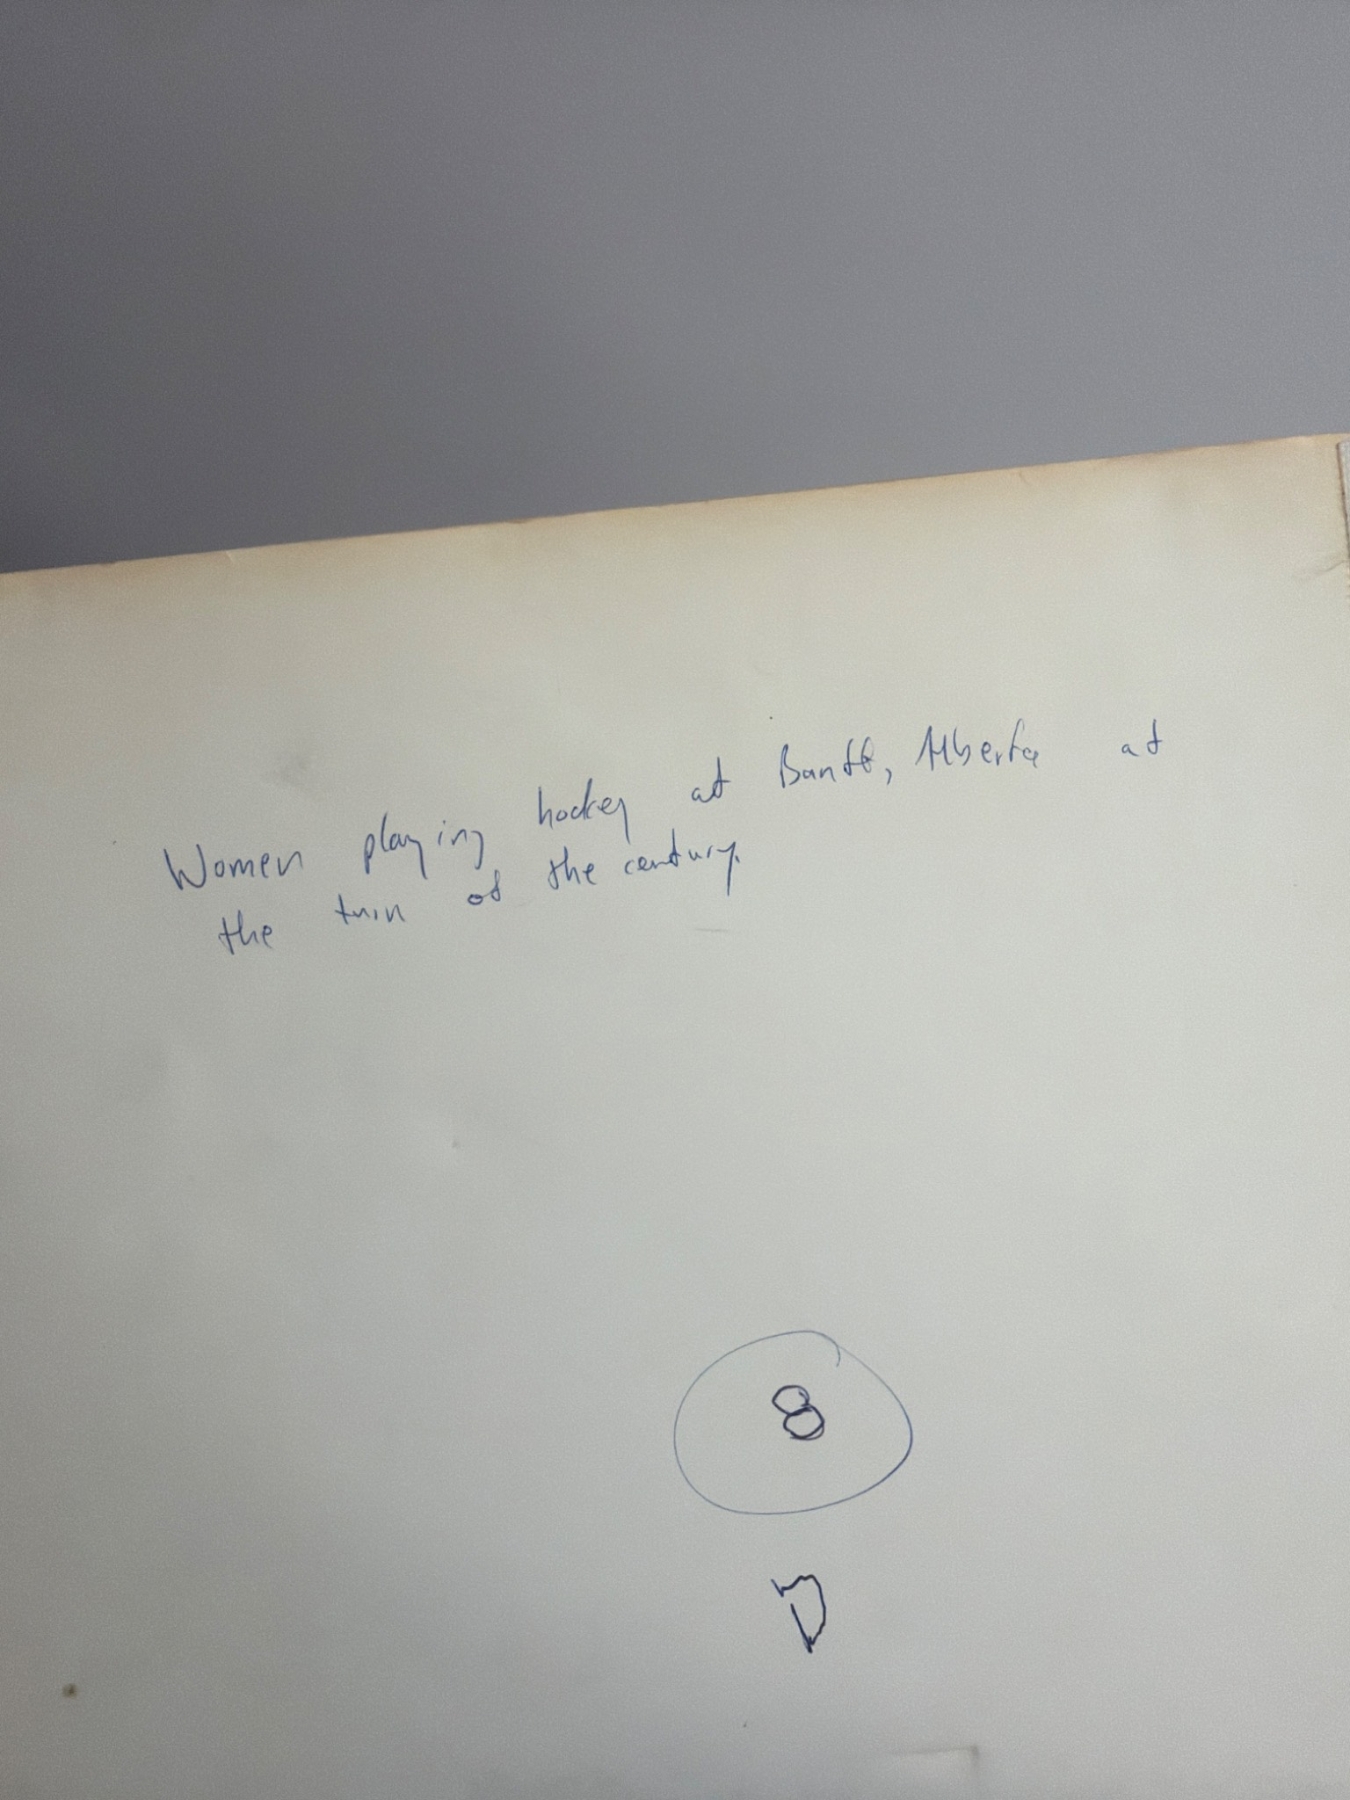 Women playing hockey at Banff, Alberta at
the turn of the century.
8
D